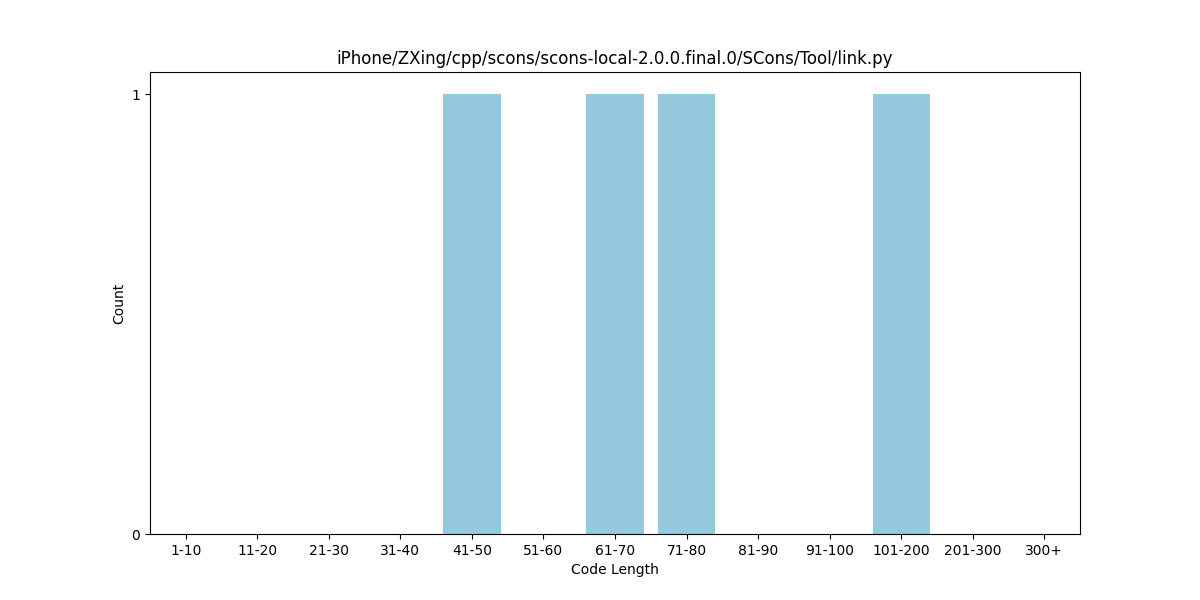 iPhone/ZXing/cpp/scons/scons-local-2.0.0.final.0/SCons/Tool/link.py
1
Count
0
1-10 11-20 21-30 31-40 41-50 51-60 61-70 71-80 81-90 91-100 101-200 201-300 300+
Code Length